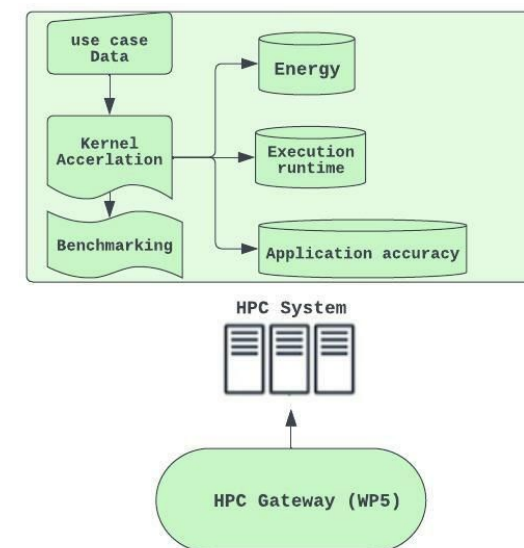 use case
Data
Energy
Kernel
Accerlation
Execution
runtime
Benchmarking
Application accuracy
HPC System
HPC Gateway (WP5)